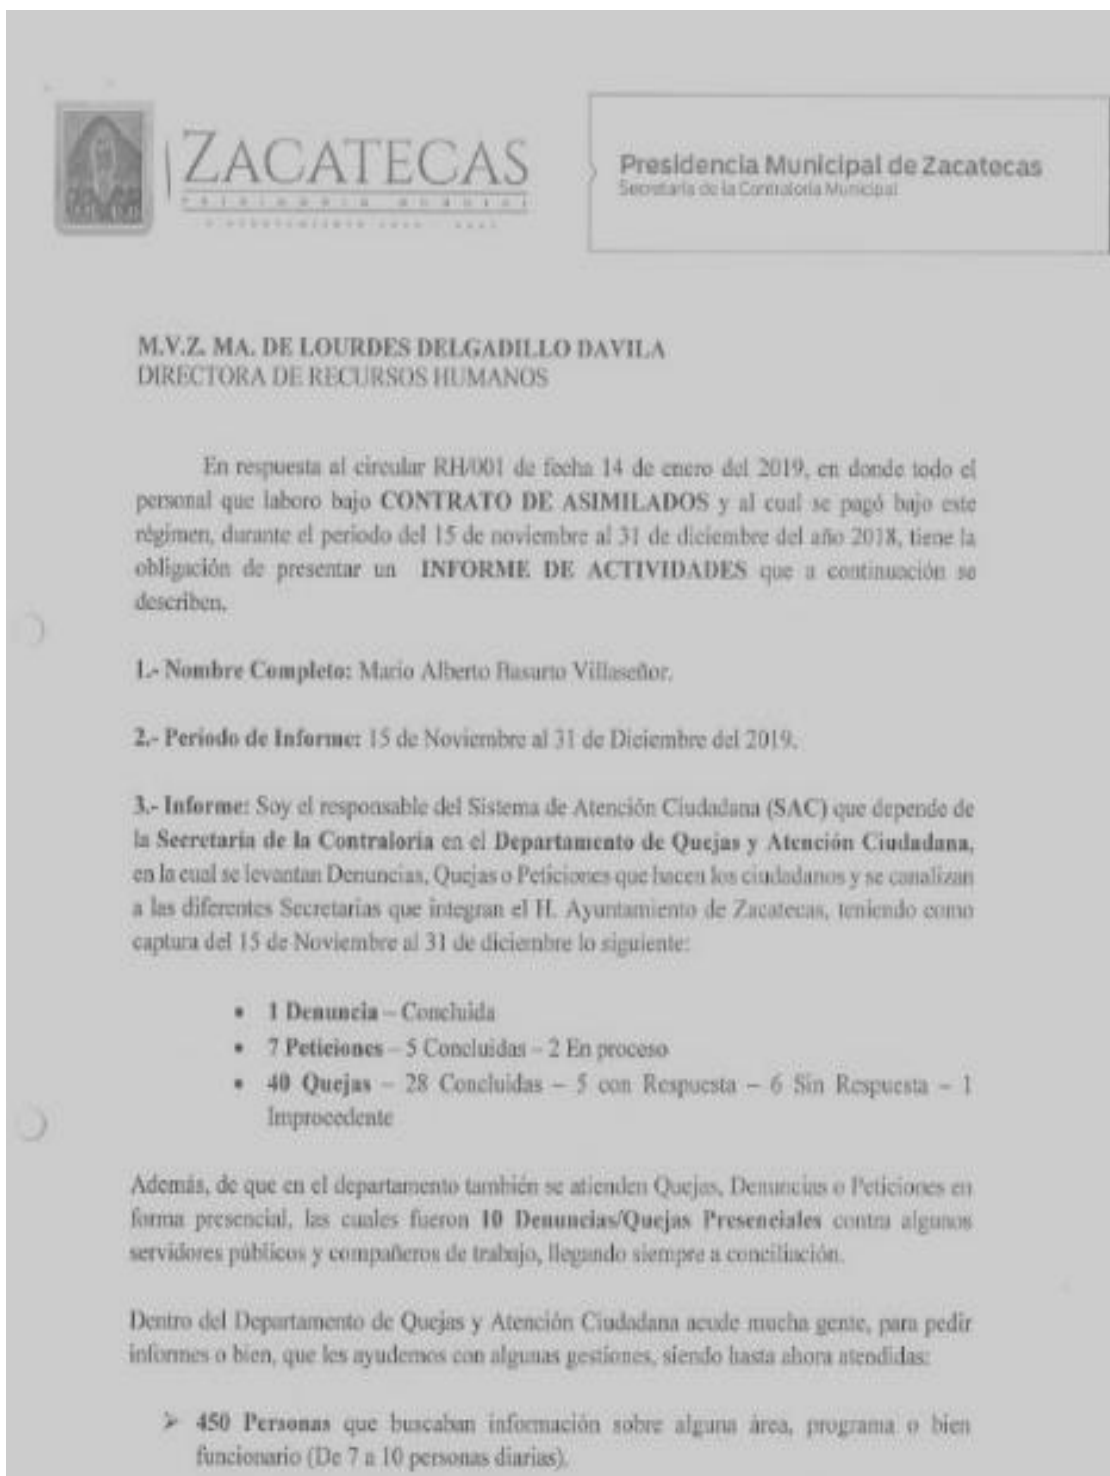 ZACATECAS
PATRIMONIO MUNDIAL
Presidencia Municipal de Zacatecas
Secretaría de la Contraloría Municipal
M.V.Z. MA. DE LOURDES DELGADILLO DAVILA
DIRECTORA DE RECURSOS HUMANOS
En respuesta al circular RH/001 de fecha 14 de enero del 2019, en donde todo el
personal que laboro bajo CONTRATO DE ASIMILADOS y al cual se pagó bajo este
régimen, durante el periodo del 15 de noviembre al 31 de diciembre del año 2018, tiene la
obligación de presentar un INFORME DE ACTIVIDADES que a continuación se
describen.
1.- Nombre Completo: Mario Alberto Basurto Villaseñor.
2.- Periodo de Informe: 15 de Noviembre al 31 de Diciembre del 2019.
3.- Informe: Soy el responsable del Sistema de Atención Ciudadana (SAC) que depende de
la Secretaría de la Contraloría en el Departamento de Quejas y Atención Ciudadana,
en la cual se levantan Denuncias, Quejas o Peticiones que hacen los ciudadanos y se canalizan
a las diferentes Secretarias que integran el H. Ayuntamiento de Zacatecas, teniendo como
captura del 15 de Noviembre al 31 de diciembre lo siguiente:
• 1 Denuncia – Concluida
• 7 Peticiones – 5 Concluidas – 2 En proceso
• 40 Quejas – 28 Concluidas – 5 con Respuesta – 6 Sin Respuesta – 1
Improcedente
Además, de que en el departamento también se atienden Quejas, Denuncias o Peticiones en
forma presencial, las cuales fueron 10 Denuncias/Quejas Presenciales contra algunos
servidores públicos y compañeros de trabajo, llegando siempre a conciliación.
Dentro del Departamento de Quejas y Atención Ciudadana acude mucha gente, para pedir
informes o bien, que les ayudemos con algunas gestiones, siendo hasta ahora atendidas:
➢ 450 Personas que buscaban información sobre alguna área, programa o bien
funcionario (De 7 a 10 personas diarias).